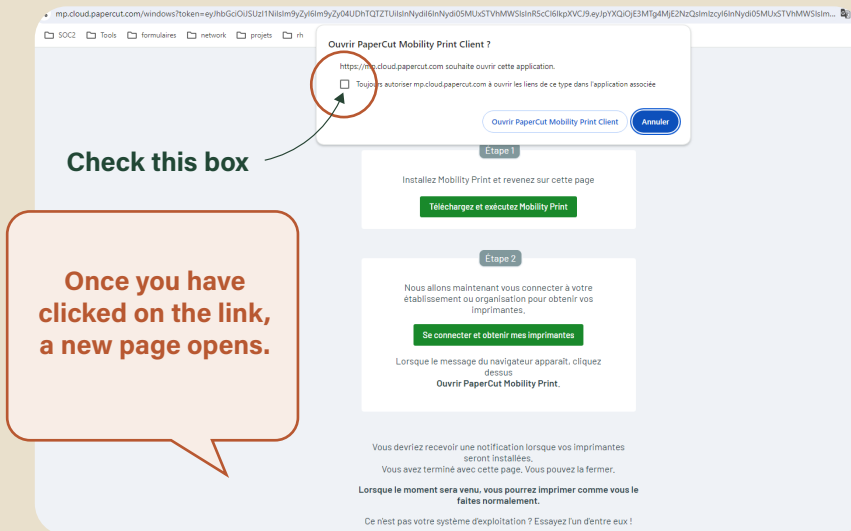 mp.cloud.papercut.com/windows?token=
SOC2 Tools formulaires network projets rh
Ouvrir PaperCut Mobility Print Client ?
https://mp.cloud.papercut.com souhaite ouvrir cette application.
Toujours autoriser mp.cloud.papercut.com à ouvrir les liens de ce type dans l'application associée
Ouvrir PaperCut Mobility Print Client Annuler
Check this box
Étape 1
Installez Mobility Print et revenez sur cette page
Téléchargez et exécutez Mobility Print
Once you have
clicked on the link,
a new page opens.
Étape 2
Nous allons maintenant vous connecter à votre
établissement ou organisation pour obtenir vos
imprimantes.
Se connecter et obtenir mes imprimantes
Lorsque le message du navigateur apparaît, cliquez
dessus
Ouvrir PaperCut Mobility Print.
Vous devriez recevoir une notification lorsque vos imprimantes
seront installées.
Vous avez terminé avec cette page. Vous pouvez la fermer.
Lorsque le moment sera venu, vous pourrez imprimer comme vous le
faites normalement.
Ce n'est pas votre système d'exploitation ? Essayez l'un d'entre eux !